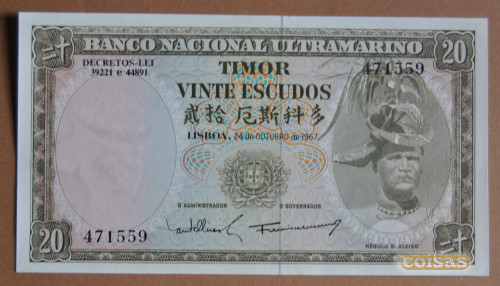 二十 BANCO NACIONAL ULTRAMARINO 20
DECRETOS-LEI
39221 e 44891
TIMOR
471559
VINTE ESCUDOS
貳拾厄斯科多
LISBOA, 24 de OUTUBRO de 1967
O ADMINISTRADOR
O GOVERNADOR
471559
RÉGULO D. ALEIXO
20
二十
coisas